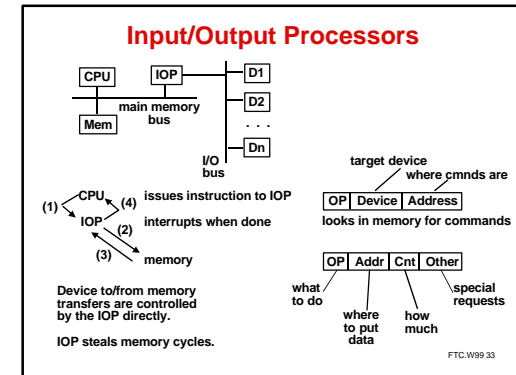 Input/Output Processors
CPU
IOP
D1
main memory
bus
D2
Mem
. . .
Dn
I/O
bus
target device
where cmnds are
(1)
CPU
(4)
issues instruction to IOP
OP Device Address
IOP
(2)
interrupts when done
looks in memory for commands
(3)
memory
OP Addr Cnt Other
what
to do
special
requests
Device to/from memory
transfers are controlled
by the IOP directly.
where
to put
data
how
much
IOP steals memory cycles.
FTC.W99 33